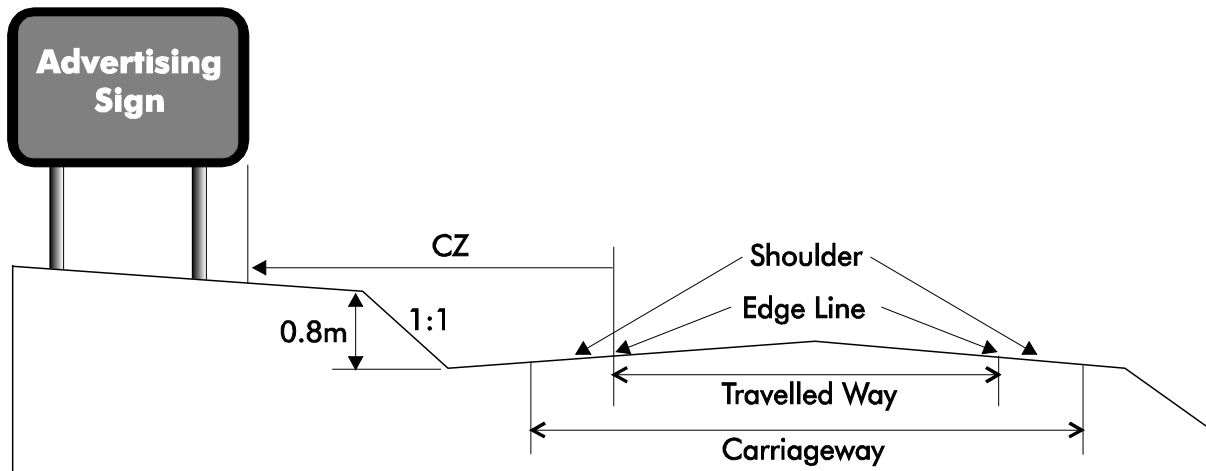 Advertising
Sign
CZ
Shoulder
1:1
Edge Line
0.8m
Travelled Way
Carriageway